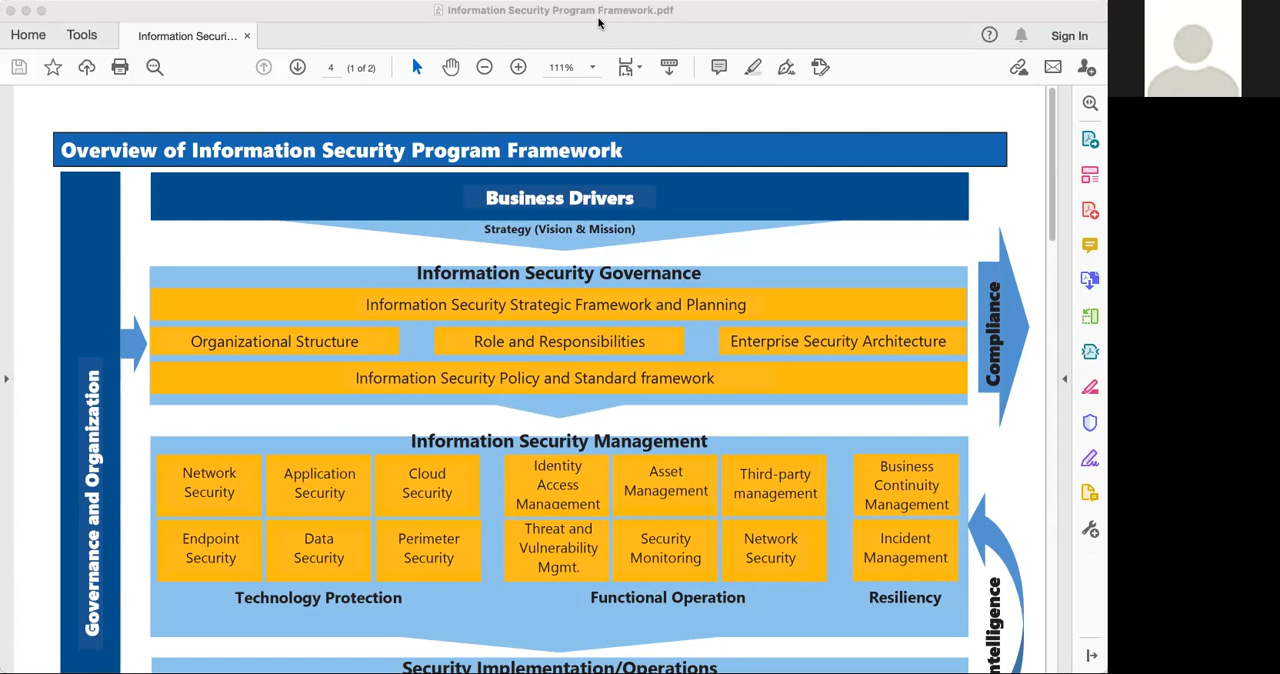 Information Security Program Framework.pdf
Home Tools Information Securi... × Sign In
4 (1 of 2) 111%
Overview of Information Security Program Framework
Business Drivers
Strategy (Vision & Mission)
Information Security Governance
Information Security Strategic Framework and Planning
Organizational Structure
Role and Responsibilities
Enterprise Security Architecture
Information Security Policy and Standard framework
Compliance
Governance and Organization
Information Security Management
Network
Security
Application
Security
Cloud
Security
Identity
Access
Management
Asset
Management
Third-party
management
Business
Continuity
Management
Endpoint
Security
Data
Security
Perimeter
Security
Threat and
Vulnerability
Mgmt.
Security
Monitoring
Network
Security
Incident
Management
Technology Protection
Functional Operation
Resiliency
ntelligence
Security Implementation/Operations